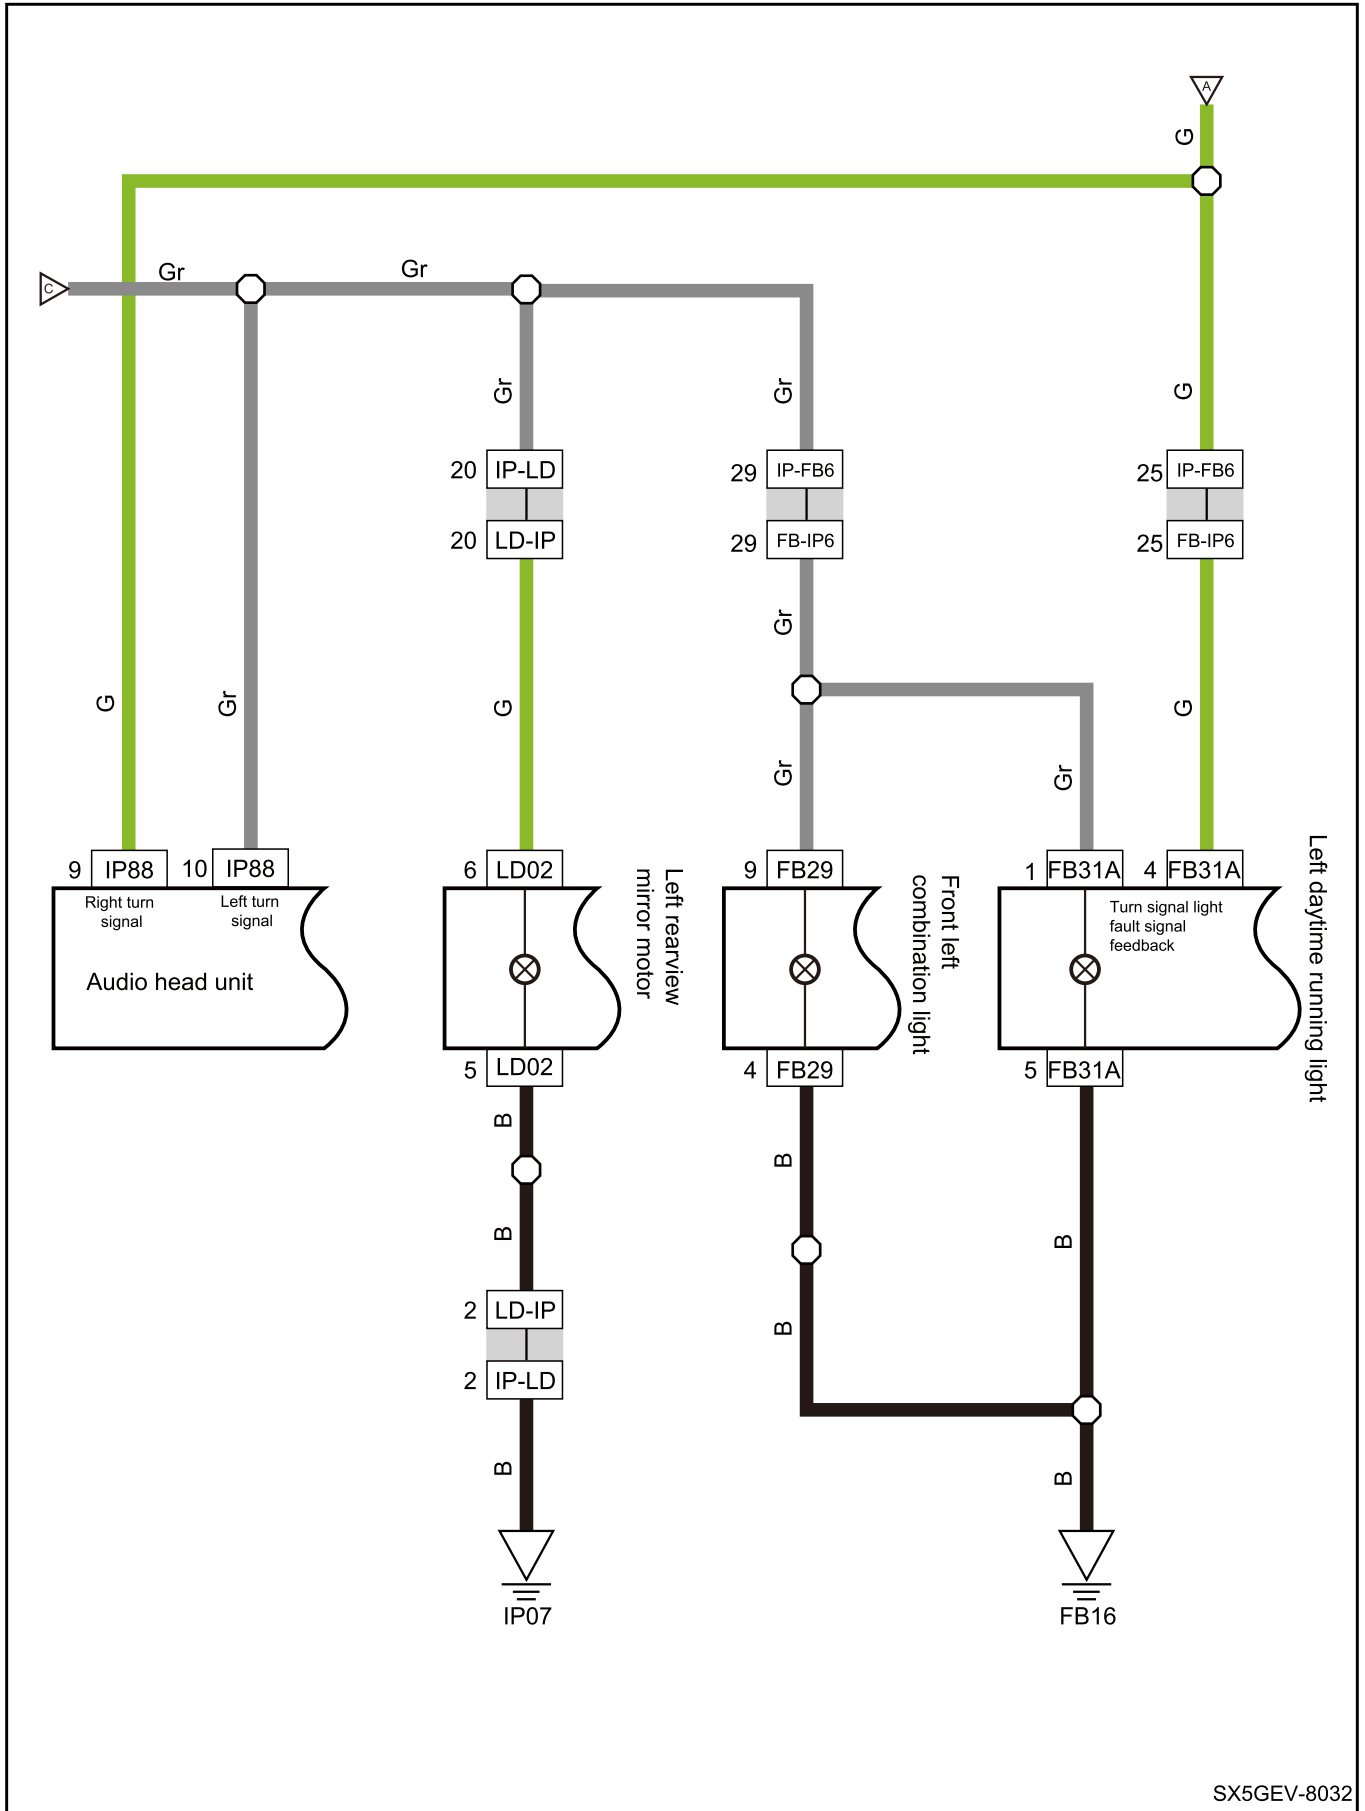 A
G
C
Gr
Gr
Gr
Gr
G
20 IP-LD
29 IP-FB6
25 IP-FB6
20 LD-IP
29 FB-IP6
25 FB-IP6
Gr
G
Gr
G
G
Gr
Gr
9 IP88
10 IP88
6 LD02
9 FB29
1 FB31A
4 FB31A
Right turn
signal
Left turn
signal
Audio head unit
Left rearview
mirror motor
Front left
combination light
Turn signal light
fault signal
feedback
Left daytime running light
5 LD02
4 FB29
5 FB31A
B
B
B
B
B
2 LD-IP
2 IP-LD
B
B
IP07
FB16
SX5GEV-8032